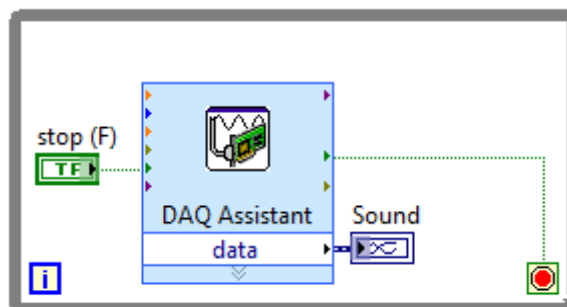 stop (F)
TF
DAQ Assistant
Sound
data
i